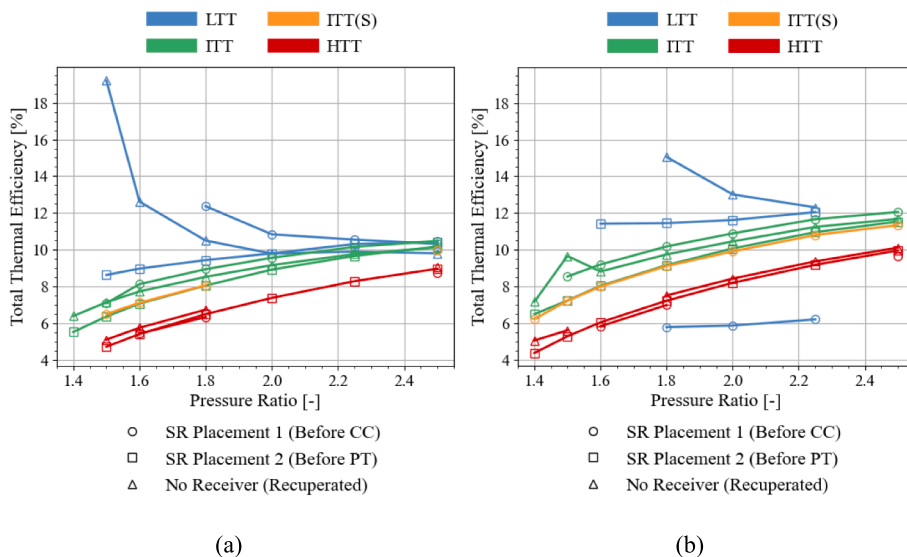 LTT ITT(S)
ITT HTT
Total Thermal Efficiency [%]
18
16
14
12
10
8
6
4
1.4 1.6 1.8 2.0 2.2 2.4
Pressure Ratio [-]
SR Placement 1 (Before CC)
SR Placement 2 (Before PT)
No Receiver (Recuperated)
(a)
LTT ITT(S)
ITT HTT
Total Thermal Efficiency [%]
18
16
14
12
10
8
6
4
1.4 1.6 1.8 2.0 2.2 2.4
Pressure Ratio [-]
SR Placement 1 (Before CC)
SR Placement 2 (Before PT)
No Receiver (Recuperated)
(b)